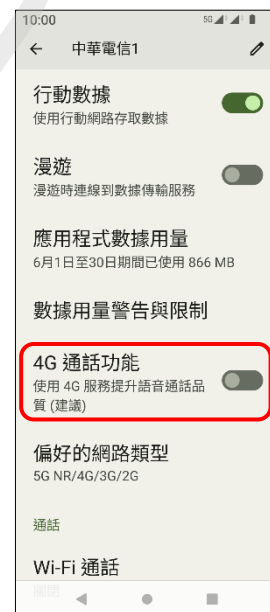 10:00
5G
中華電信1
行動數據
使用行動網路存取數據
漫遊
漫遊時連線到數據傳輸服務
應用程式數據用量
6月1日至30日期間已使用 866 MB
數據用量警告與限制
4G 通話功能
使用 4G 服務提升語音通話品
質 (建議)
偏好的網路類型
5G NR/4G/3G/2G
通話
Wi-Fi 通話